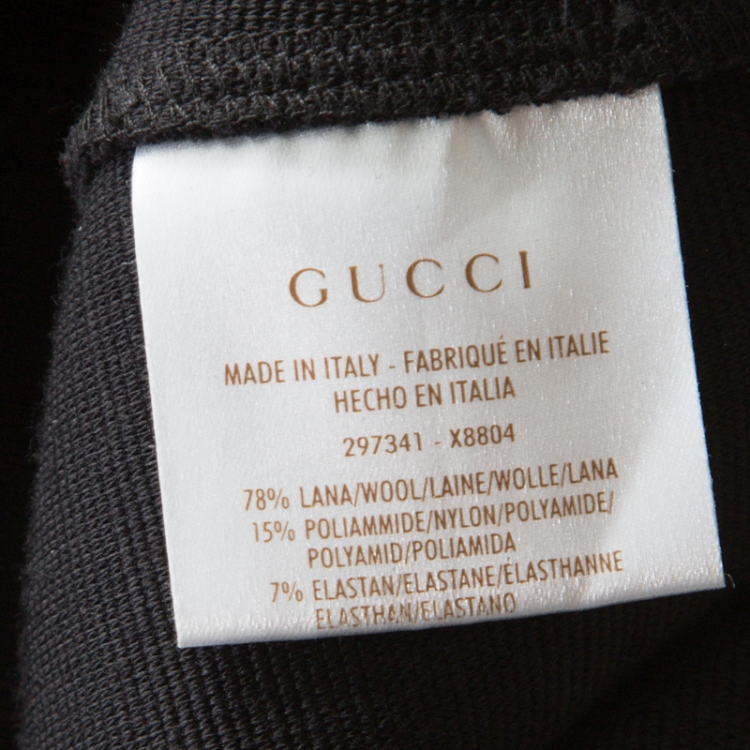 GUCCI
MADE IN ITALY - FABRIQUÉ EN ITALIE
HECHO EN ITALIA
297341 - X8804
78% LANA/WOOL/LAINE/WOLLE/LANA
15% POLIAMMIDE/NYLON/POLYAMIDE/
POLYAMID/POLIAMIDA
7% ELASTAN/ELASTANE/ÉLASTHANNE
ELASTHAN/ELASTANO